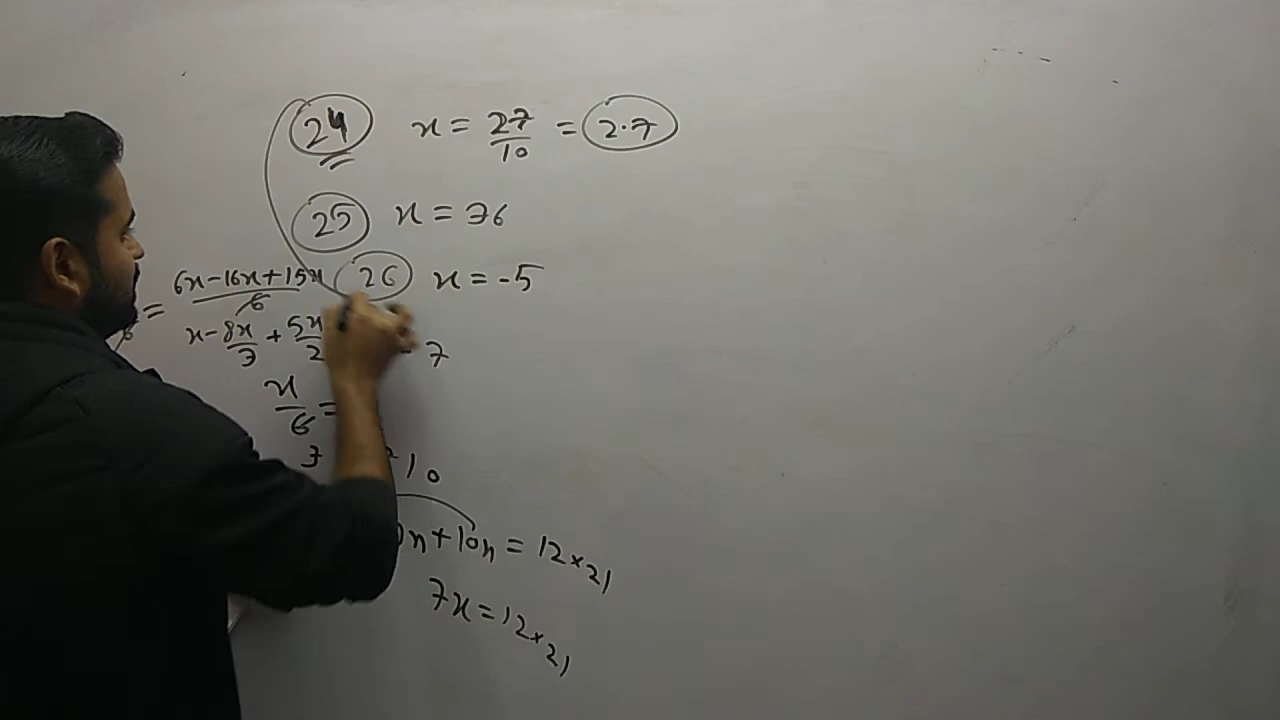 24 x = 27/10 = 2.7
25 x = 36
26 x = -5
= (6x-16x+15x)/6
x - 8x/3 + 5x/2 - 7
x/6 =
10
x+10x = 12×21
7x = 12×21